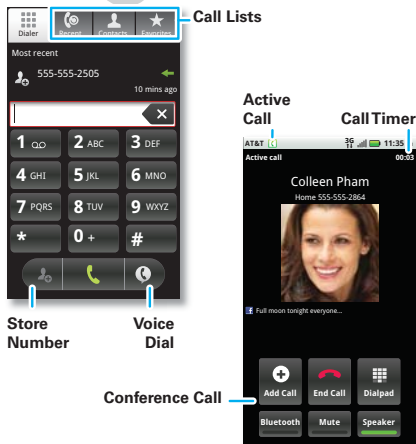 Call Lists
Dialer Recent Contacts Favorites
Most recent
555-555-2505
10 mins ago
1 2 ABC 3 DEF
4 GHI 5 JKL 6 MNO
7 PQRS 8 TUV 9 WXYZ
* 0 + #
Store Number
Voice Dial
Active Call
Call Timer
AT&T 3G 11:35
Active call 00:03
Colleen Pham
Home 555-555-2864
Full moon tonight everyone...
Conference Call
Add Call End Call Dialpad
Bluetooth Mute Speaker